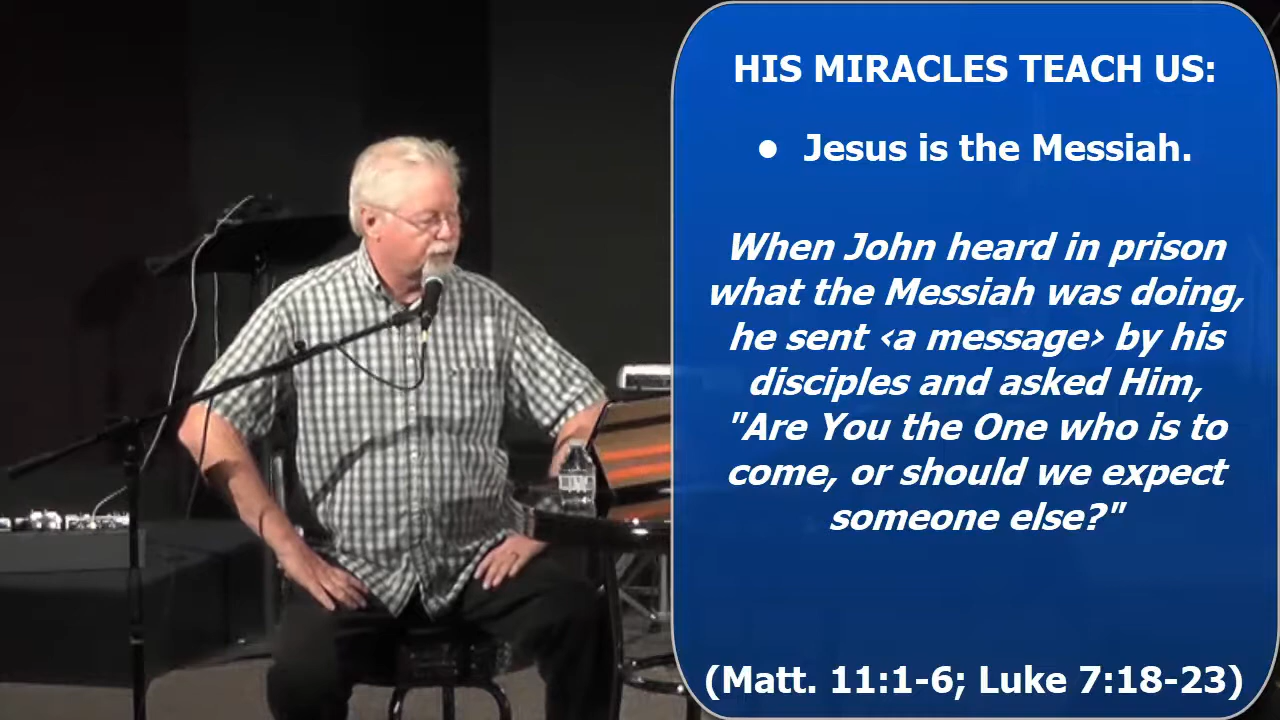 HIS MIRACLES TEACH US:
● Jesus is the Messiah.
When John heard in prison
what the Messiah was doing,
he sent ‹a message› by his
disciples and asked Him,
"Are You the One who is to
come, or should we expect
someone else?"
(Matt. 11:1-6; Luke 7:18-23)